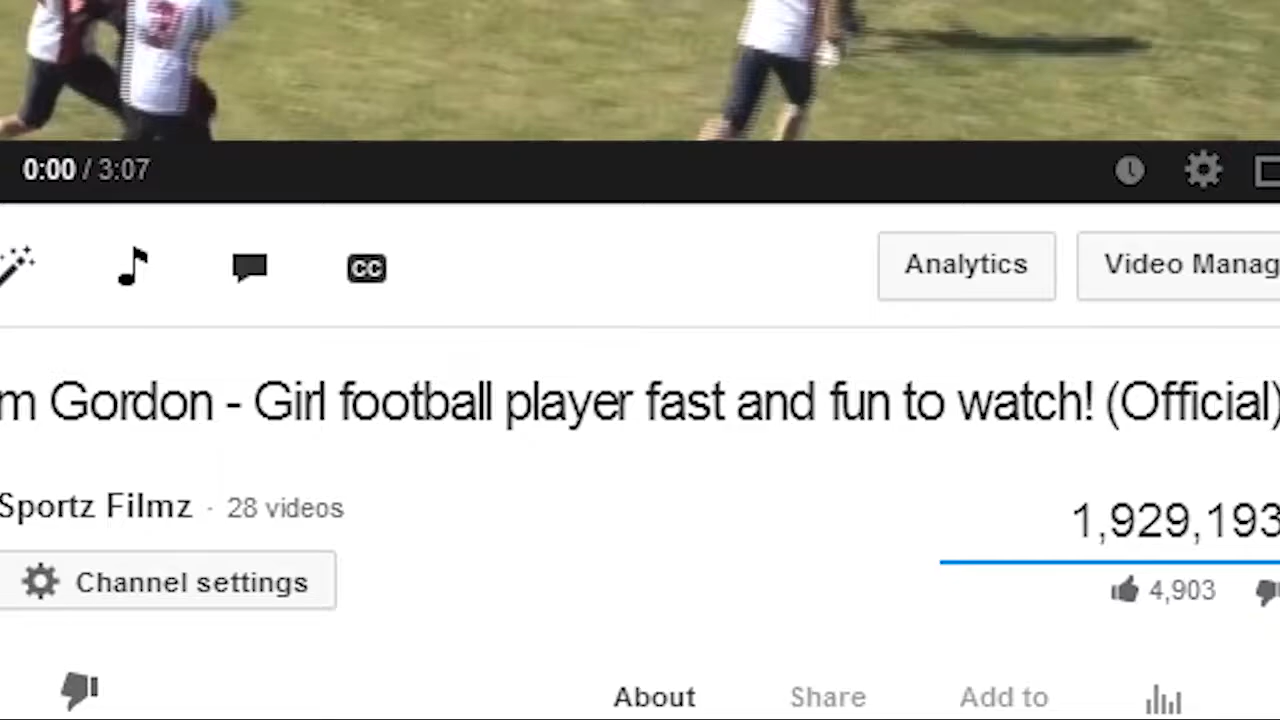 0:00 / 3:07
CC
Analytics
Video Manag
m Gordon - Girl football player fast and fun to watch! (Official)
Sportz Filmz · 28 videos
1,929,193
Channel settings
4,903
About
Share
Add to